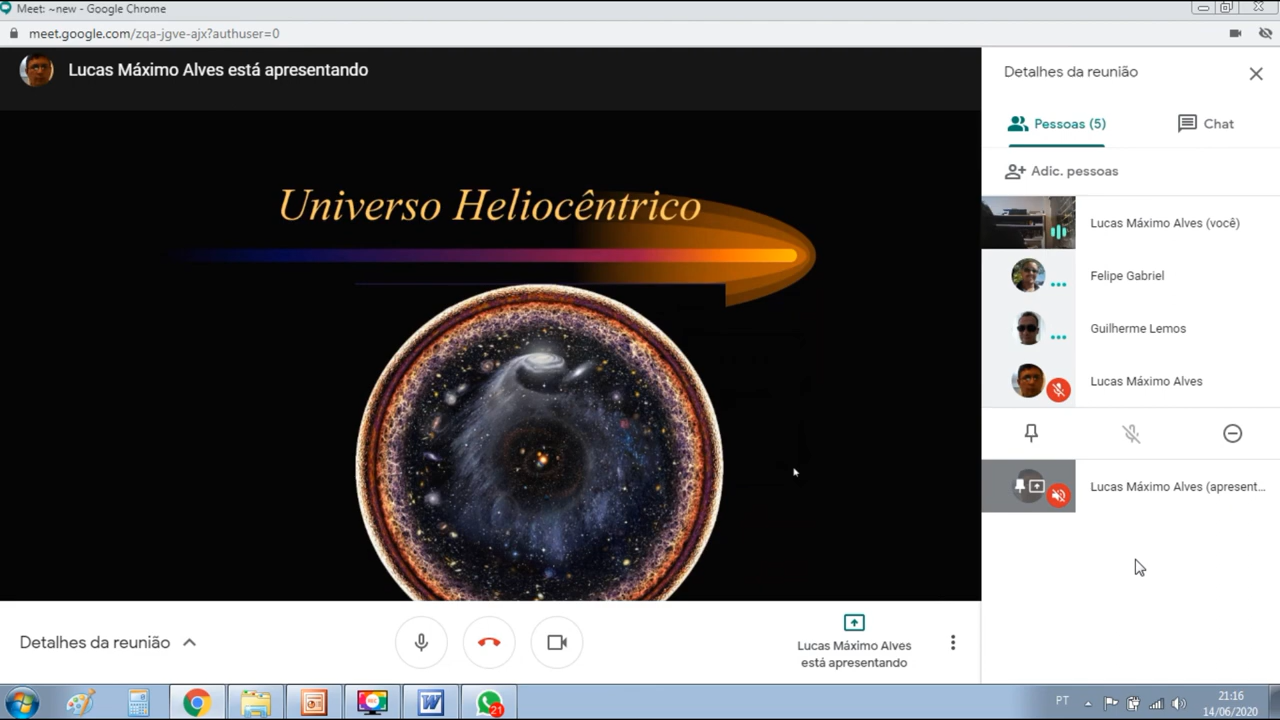 Meet: ~new - Google Chrome
meet.google.com/zqa-jgve-ajx?authuser=0
Lucas Máximo Alves está apresentando
Universo Heliocêntrico
Detalhes da reunião
Pessoas (5)
Chat
Adic. pessoas
Lucas Máximo Alves (você)
Felipe Gabriel
Guilherme Lemos
Lucas Máximo Alves
Lucas Máximo Alves (apresent...
Detalhes da reunião
Lucas Máximo Alves
está apresentando
REC
W
21
PT
21:16
14/06/2020